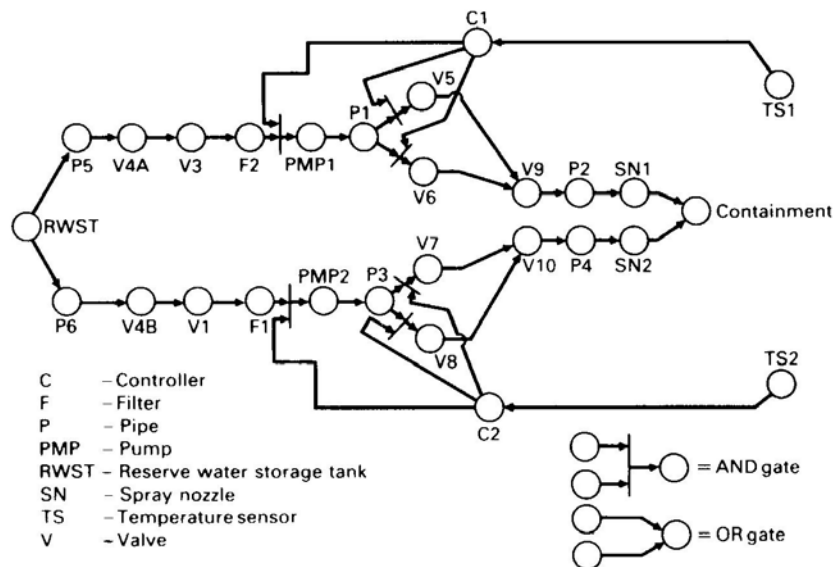 C1
V5
TS1
P1
P5
V4A
V3
F2
PMP1
V6
V9
P2
SN1
RWST
Containment
V7
V10
P4
SN2
PMP2
P3
P6
V4B
V1
F1
V8
TS2
C2
C – Controller
F – Filter
P – Pipe
PMP – Pump
RWST – Reserve water storage tank
SN – Spray nozzle
TS – Temperature sensor
V – Valve
= AND gate
= OR gate